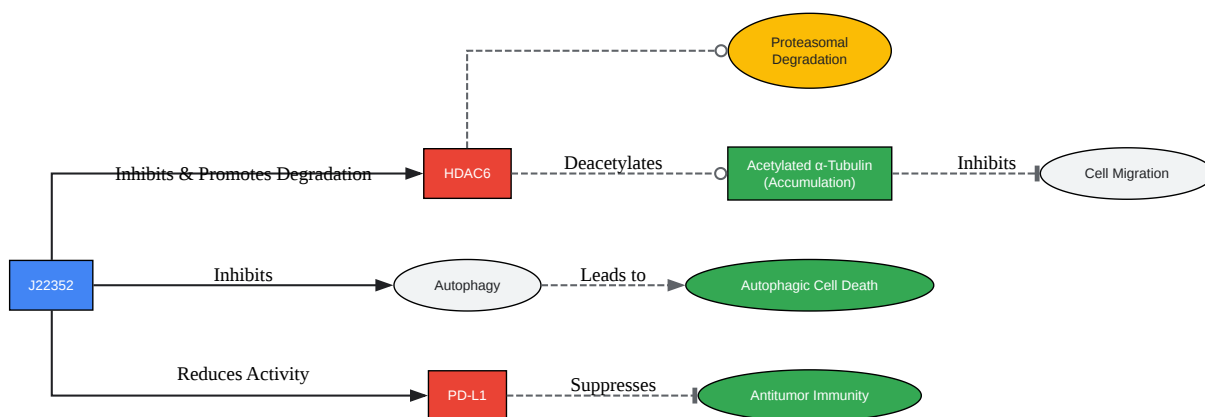 Proteasomal
Degradation
Inhibits & Promotes Degradation
HDAC6
Deacetylates
Acetylated α-Tubulin
(Accumulation)
Inhibits
Cell Migration
J22352
Inhibits
Autophagy
Leads to
Autophagic Cell Death
Reduces Activity
PD-L1
Suppresses
Antitumor Immunity